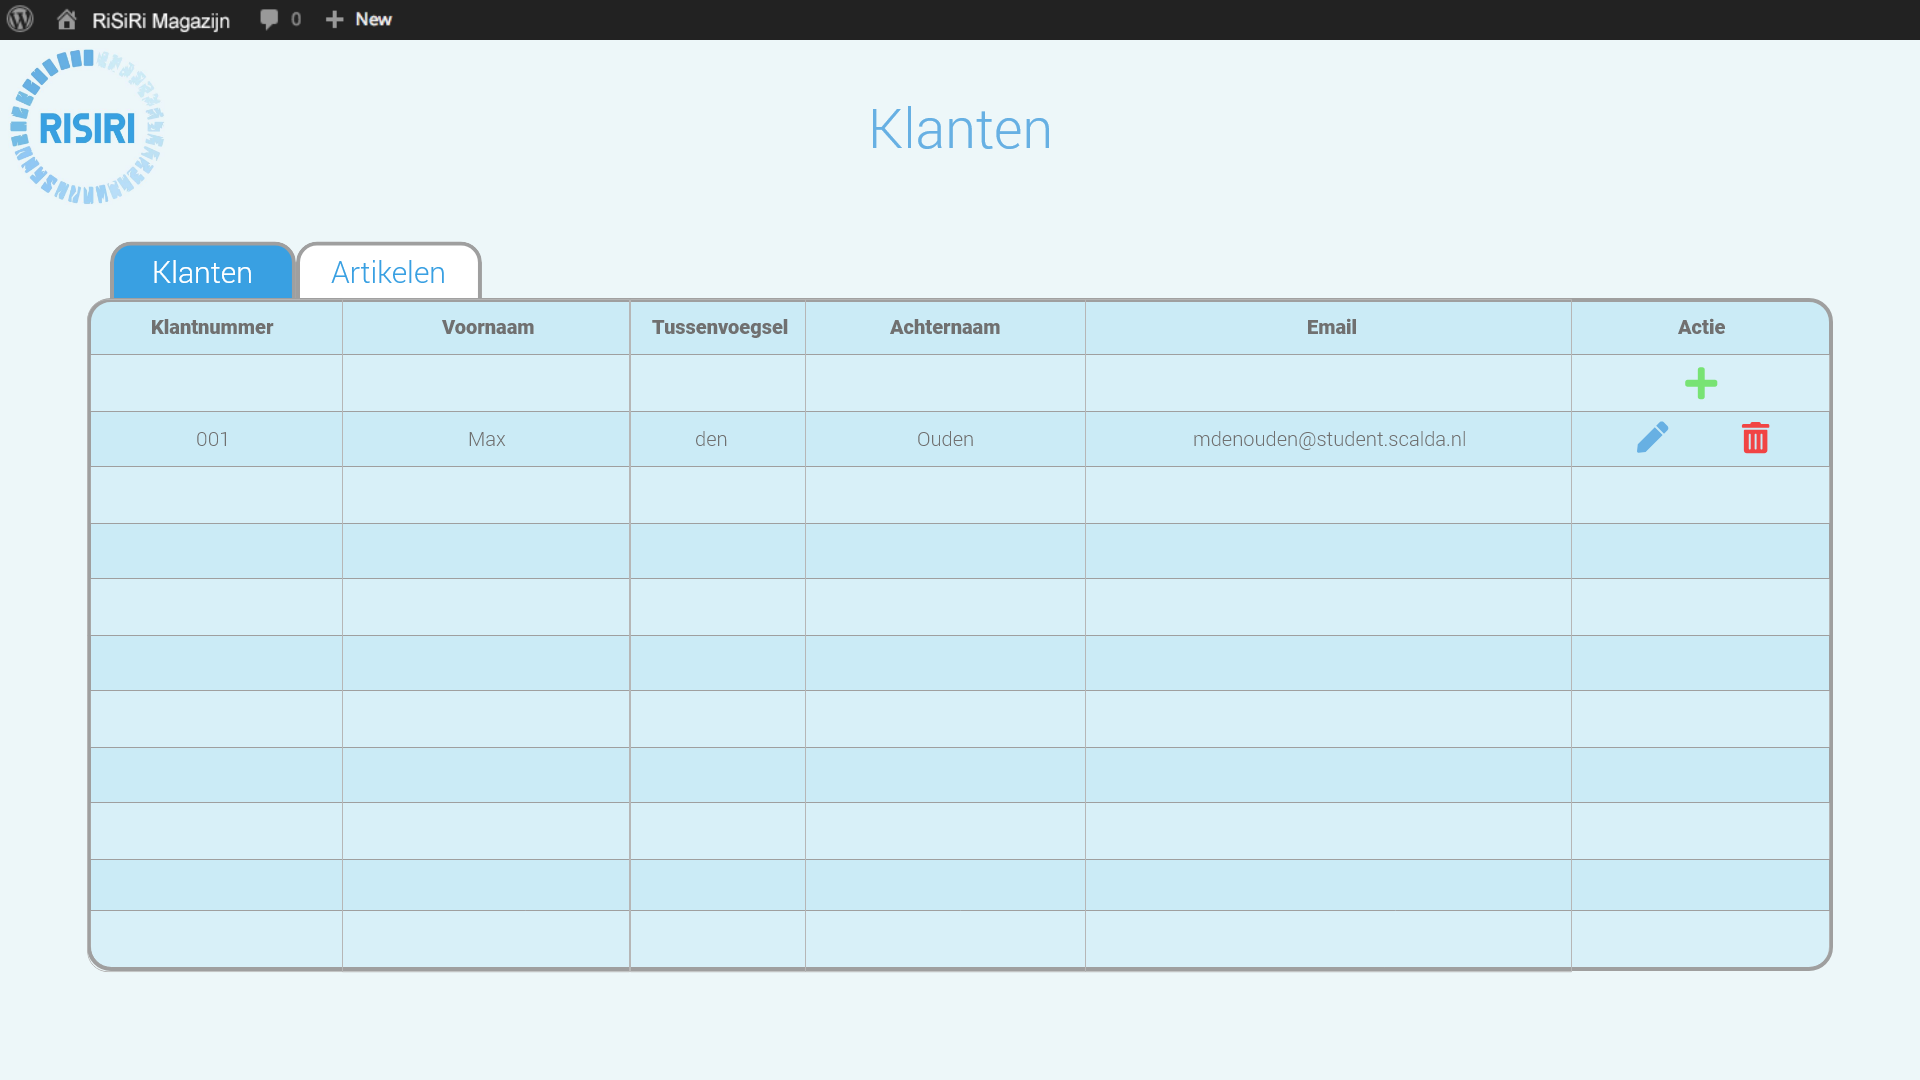 RiSiRi Magazijn 0 New
RISIRI
Klanten
Klanten Artikelen
Klantnummer Voornaam Tussenvoegsel Achternaam Email Actie
001 Max den Ouden mdenouden@student.scalda.nl